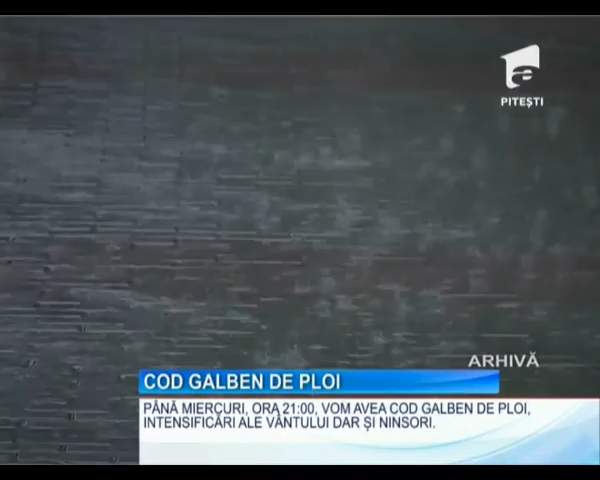 PITEȘTI
ARHIVĂ
COD GALBEN DE PLOI
PÂNĂ MIERCURI, ORA 21:00, VOM AVEA COD GALBEN DE PLOI,
INTENSIFICĂRI ALE VÂNTULUI DAR ȘI NINSORI.